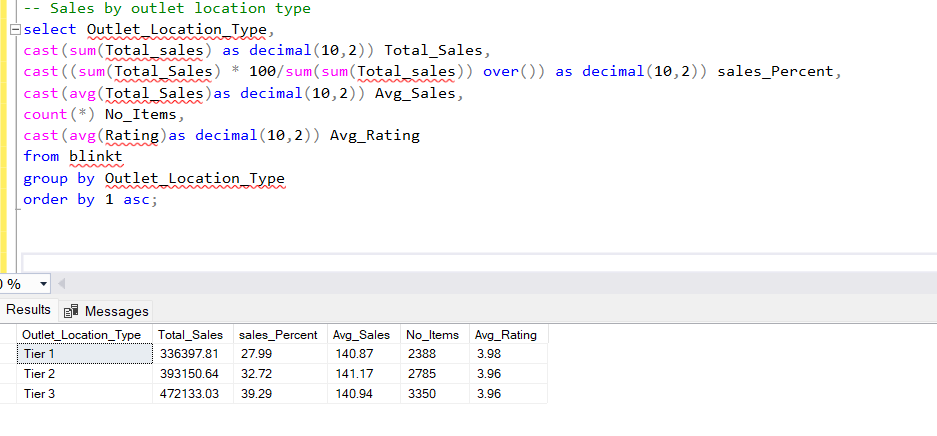 -- Sales by outlet location type
select Outlet_Location_Type,
cast(sum(Total_sales) as decimal(10,2)) Total_Sales,
cast((sum(Total_Sales) * 100/sum(sum(Total_sales)) over()) as decimal(10,2)) sales_Percent,
cast(avg(Total_Sales)as decimal(10,2)) Avg_Sales,
count(*) No_Items,
cast(avg(Rating)as decimal(10,2)) Avg_Rating
from blinkt
group by Outlet_Location_Type
order by 1 asc;
%
Results Messages
Outlet_Location_Type Total_Sales sales_Percent Avg_Sales No_Items Avg_Rating
Tier 1 336397.81 27.99 140.87 2388 3.98
Tier 2 393150.64 32.72 141.17 2785 3.96
Tier 3 472133.03 39.29 140.94 3350 3.96